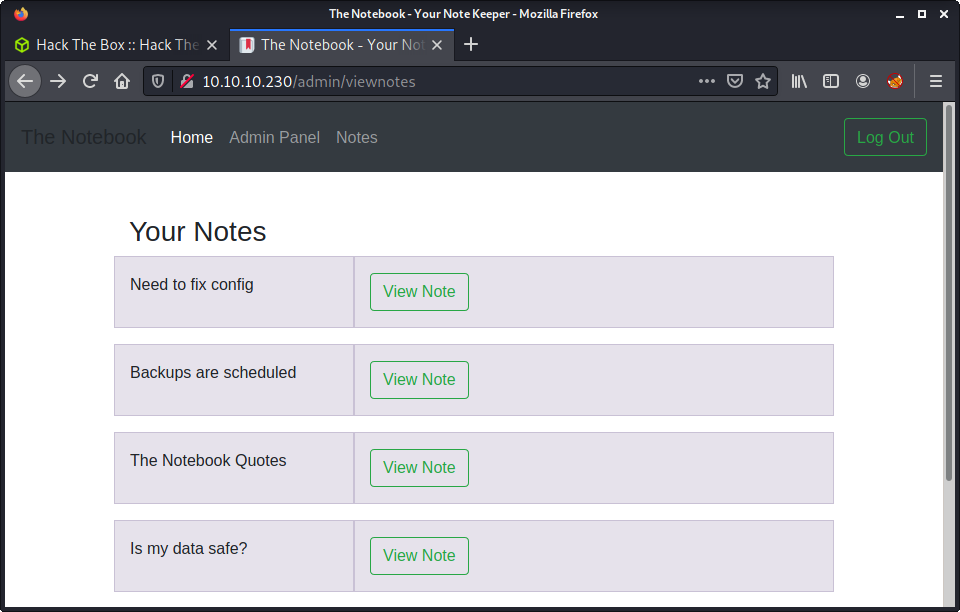 The Notebook - Your Note Keeper - Mozilla Firefox
Hack The Box :: Hack The
The Notebook - Your Not
10.10.10.230/admin/viewnotes
The Notebook Home Admin Panel Notes Log Out
Your Notes
Need to fix config View Note
Backups are scheduled View Note
The Notebook Quotes View Note
Is my data safe? View Note